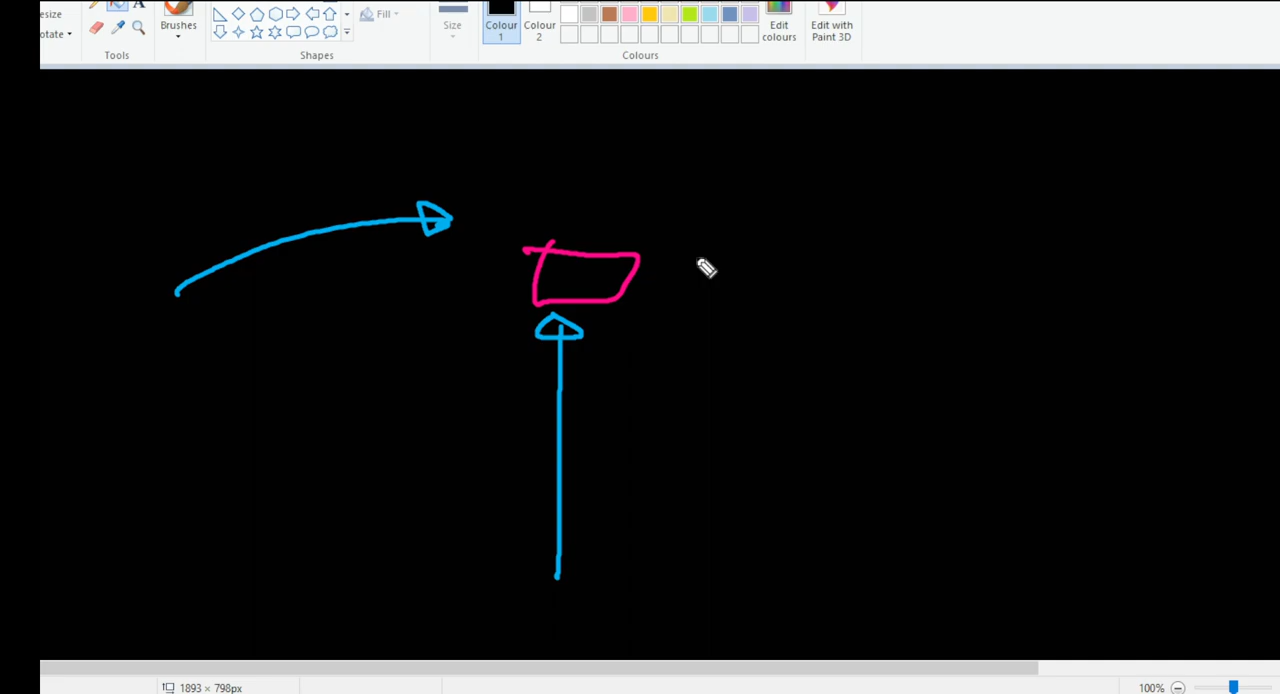 esize
otate
A
Brushes
Fill
Size
Colour
1
Colour
2
Edit
colours
Edit with
Paint 3D
Tools
Shapes
Colours
1893 × 798px
100%